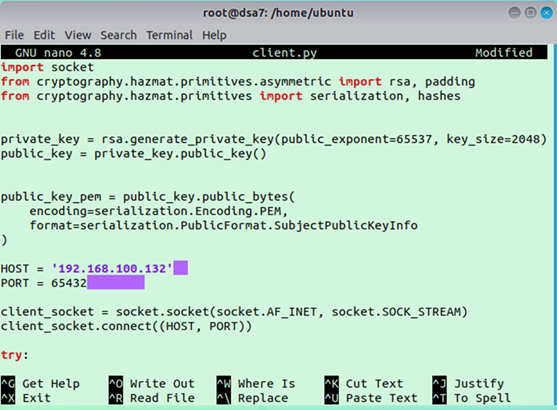 root@dsa7: /home/ubuntu
File Edit View Search Terminal Help
GNU nano 4.8 client.py Modified
import socket
from cryptography.hazmat.primitives.asymmetric import rsa, padding
from cryptography.hazmat.primitives import serialization, hashes
private_key = rsa.generate_private_key(public_exponent=65537, key_size=2048)
public_key = private_key.public_key()
public_key_pem = public_key.public_bytes(
    encoding=serialization.Encoding.PEM,
    format=serialization.PublicFormat.SubjectPublicKeyInfo
)
HOST = '192.168.100.132'
PORT = 65432
client_socket = socket.socket(socket.AF_INET, socket.SOCK_STREAM)
client_socket.connect((HOST, PORT))
try:
^G Get Help ^O Write Out ^W Where Is ^K Cut Text ^J Justify
^X Exit ^R Read File ^\ Replace ^U Paste Text ^T To Spell